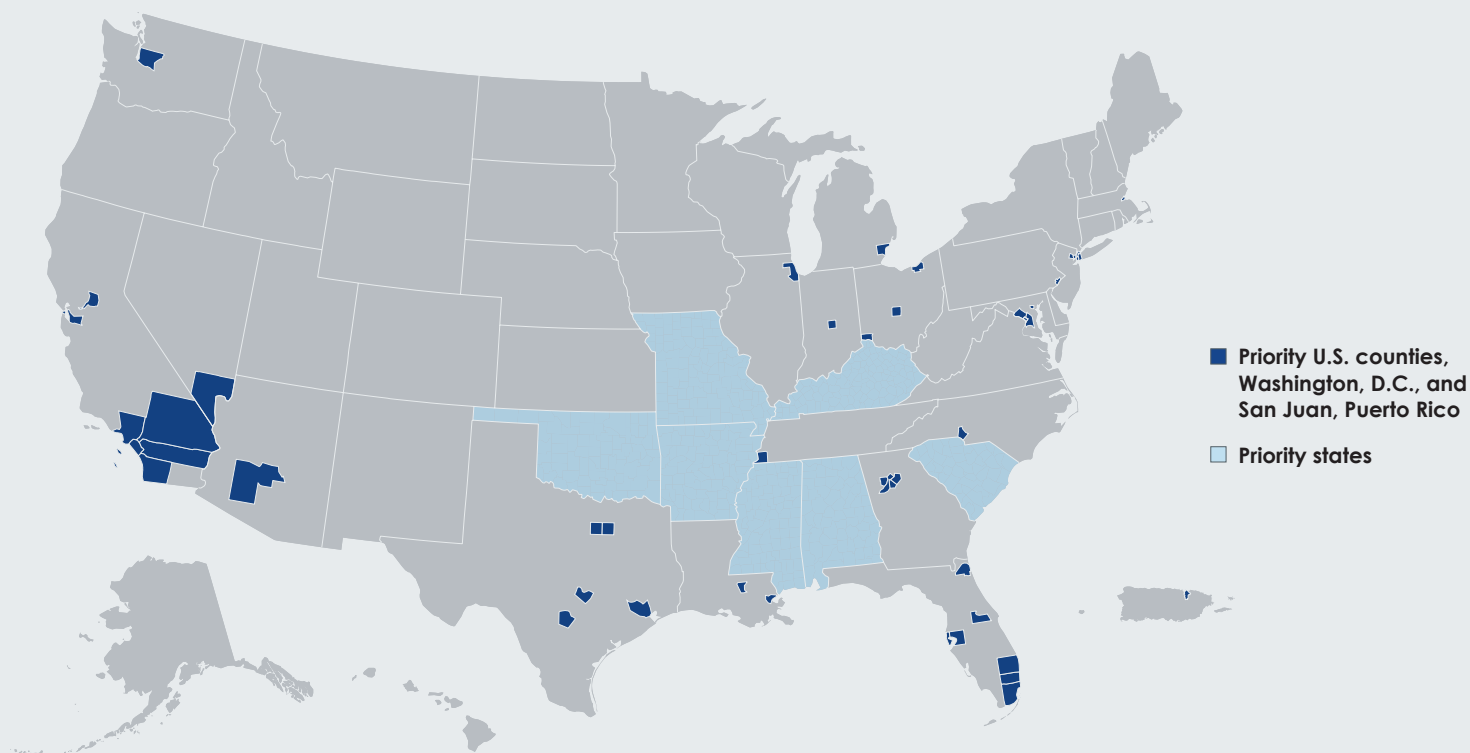 Priority U.S. counties,
Washington, D.C., and
San Juan, Puerto Rico
Priority states